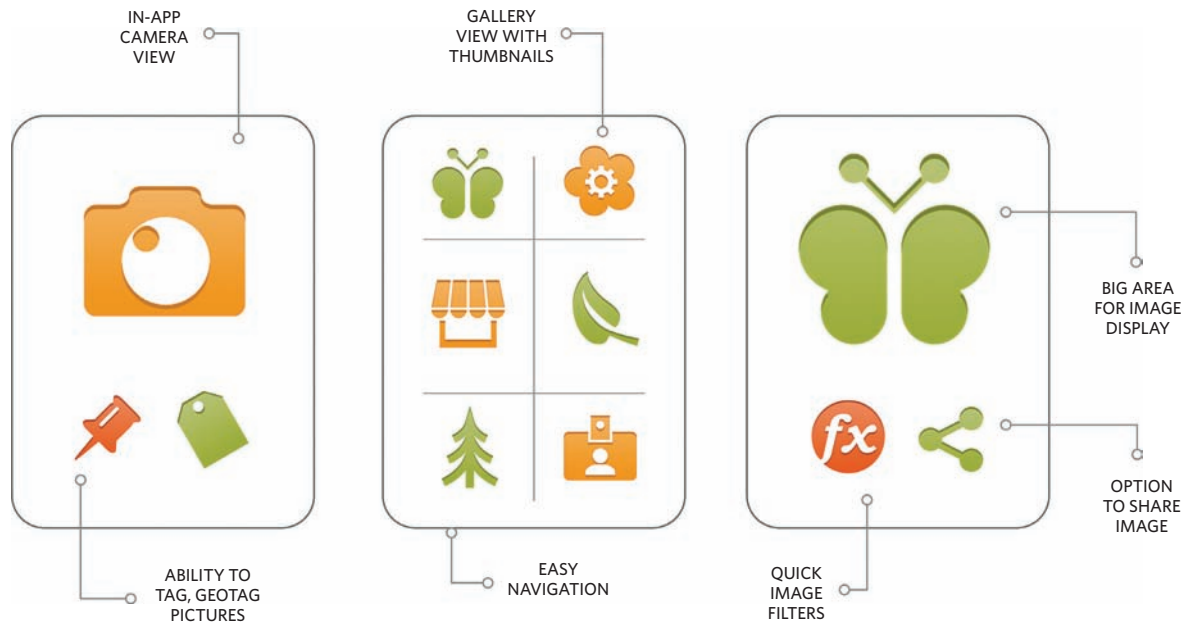 IN-APP
CAMERA
VIEW
GALLERY
VIEW WITH
THUMBNAILS
BIG AREA
FOR IMAGE
DISPLAY
fx
OPTION
TO SHARE
IMAGE
ABILITY TO
TAG, GEOTAG
PICTURES
EASY
NAVIGATION
QUICK
IMAGE
FILTERS